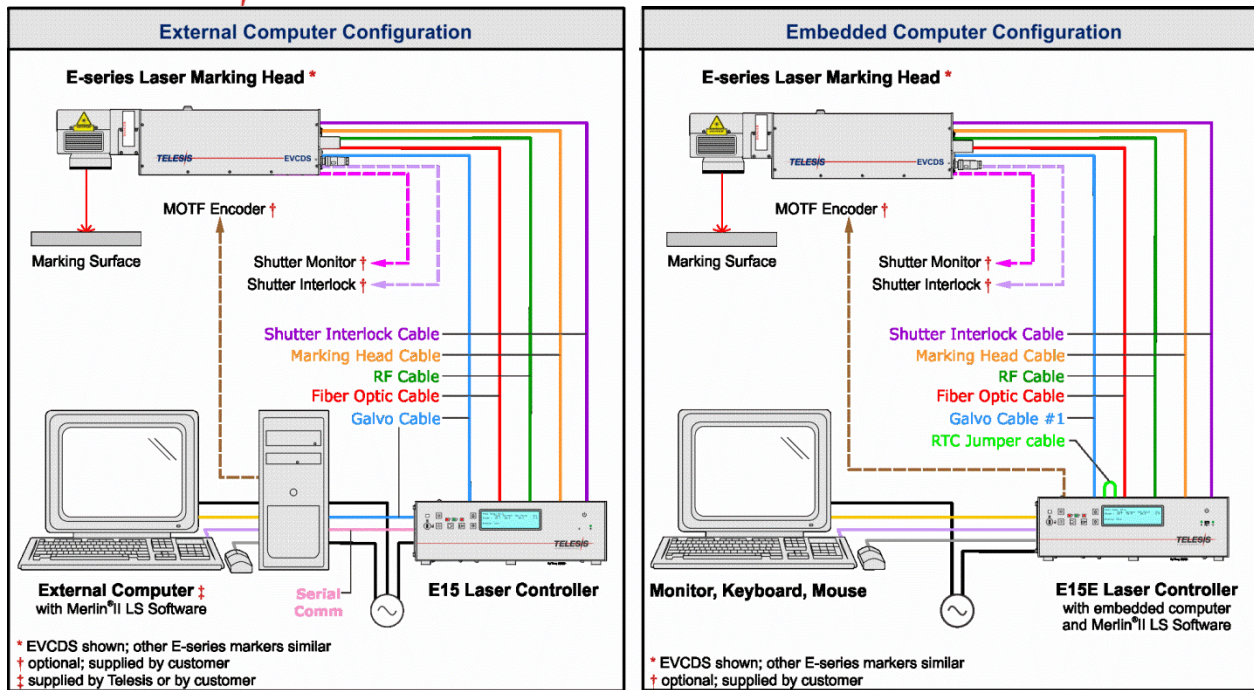 External Computer Configuration
E-series Laser Marking Head *
TELESIS
EVCDS
MOTF Encoder †
Marking Surface
Shutter Monitor †
Shutter Interlock †
Shutter Interlock Cable
Marking Head Cable
RF Cable
Fiber Optic Cable
Galvo Cable
TELESIS
External Computer ‡
with Merlin®II LS Software
Serial
Comm
E15 Laser Controller
* EVCDS shown; other E-series markers similar
† optional; supplied by customer
‡ supplied by Telesis or by customer
Embedded Computer Configuration
E-series Laser Marking Head *
TELESIS
EVCDS
MOTF Encoder †
Marking Surface
Shutter Monitor †
Shutter Interlock †
Shutter Interlock Cable
Marking Head Cable
RF Cable
Fiber Optic Cable
Galvo Cable #1
RTC Jumper cable
TELESIS
Monitor, Keyboard, Mouse
E15E Laser Controller
with embedded computer
and Merlin®II LS Software
* EVCDS shown; other E-series markers similar
† optional; supplied by customer